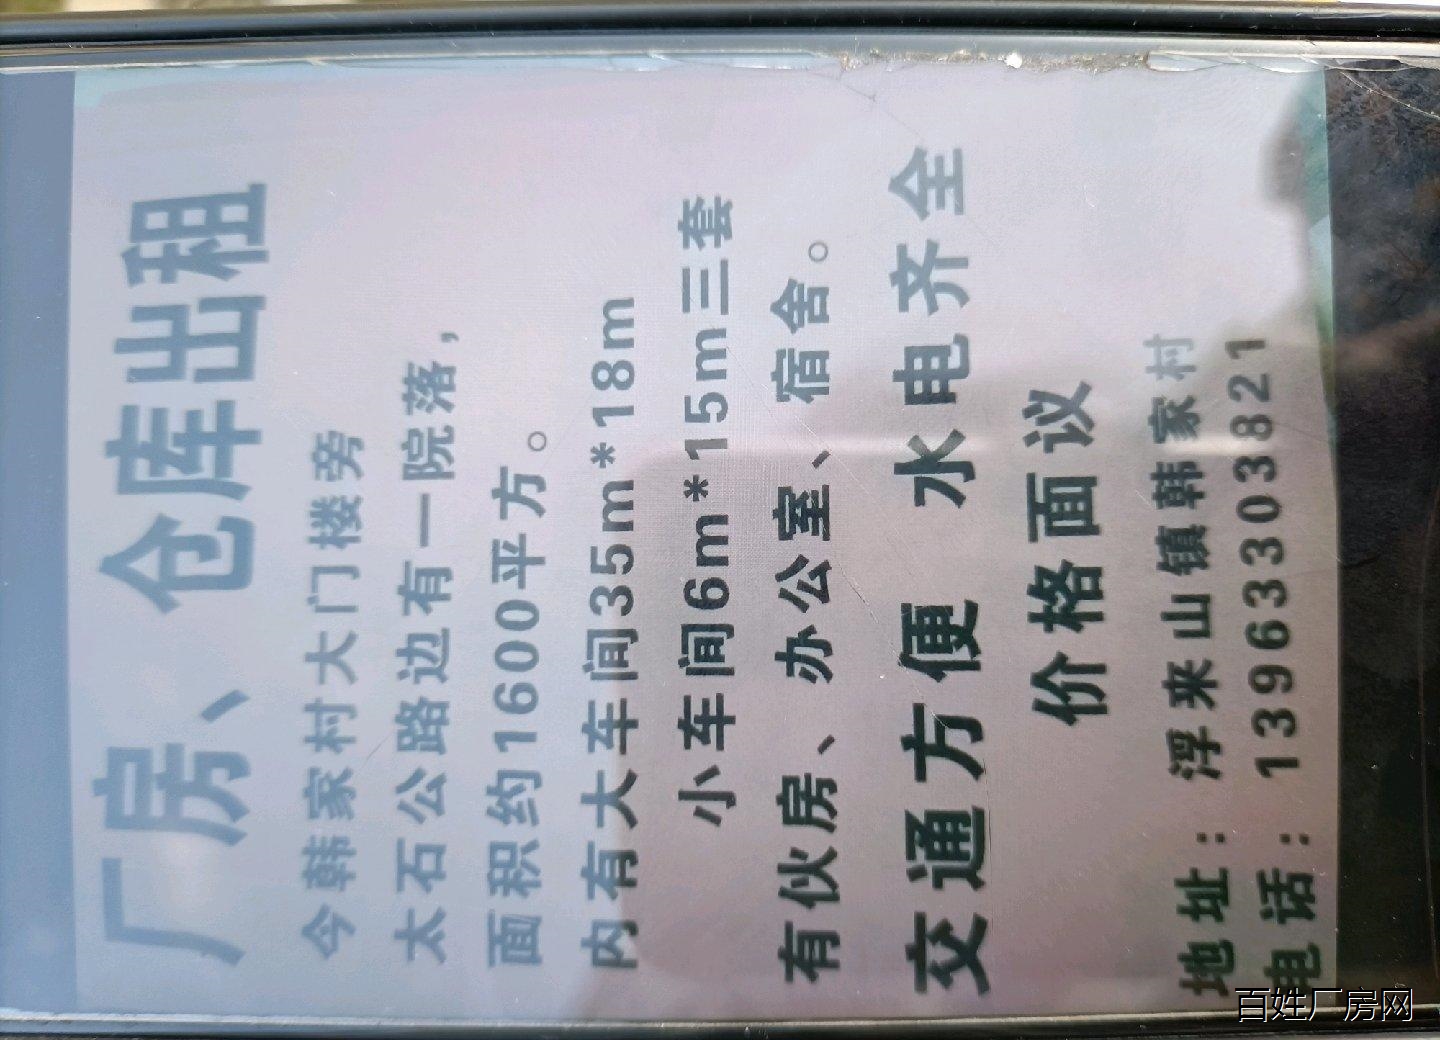 厂房、仓库出租
今韩家村大门楼旁
太石公路边有一院落，
面积约1600平方。
内有大车间35m*18m
小车间6m*15m三套
有伙房、办公室、宿舍。
交通方便 水电齐全
价格面议
地址：浮来山镇韩家村
电话：13963303821
百姓厂房网